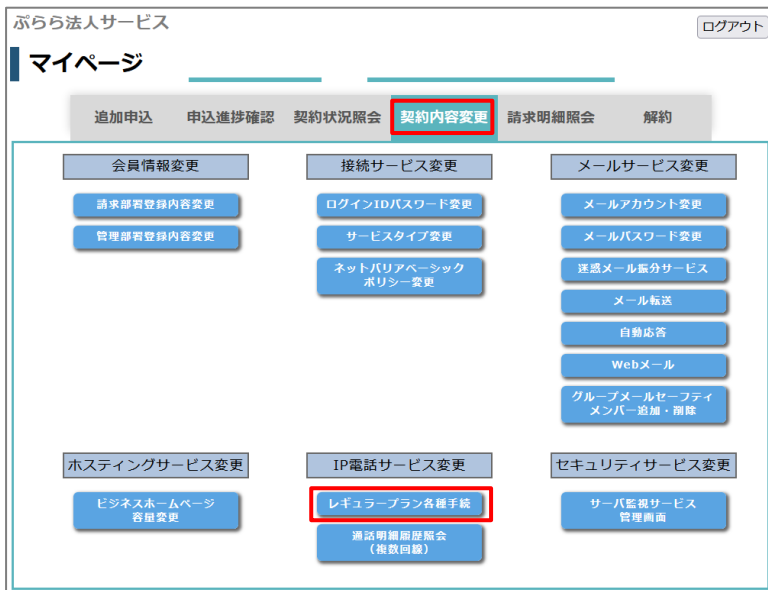 ぷらら法人サービス
ログアウト
マイページ
追加申込 申込進捗確認 契約状況照会 契約内容変更 請求明細照会 解約
会員情報変更
請求部署登録内容変更
管理部署登録内容変更
接続サービス変更
ログインIDパスワード変更
サービスタイプ変更
ネットバリアベーシック
ポリシー変更
メールサービス変更
メールアカウント変更
メールパスワード変更
迷惑メール振分サービス
メール転送
自動応答
Webメール
グループメールセーフティ
メンバー追加・削除
ホスティングサービス変更
ビジネスホームページ
容量変更
IP電話サービス変更
レギュラープラン各種手続
通話明細履歴照会
（複数回線）
セキュリティサービス変更
サーバ監視サービス
管理画面